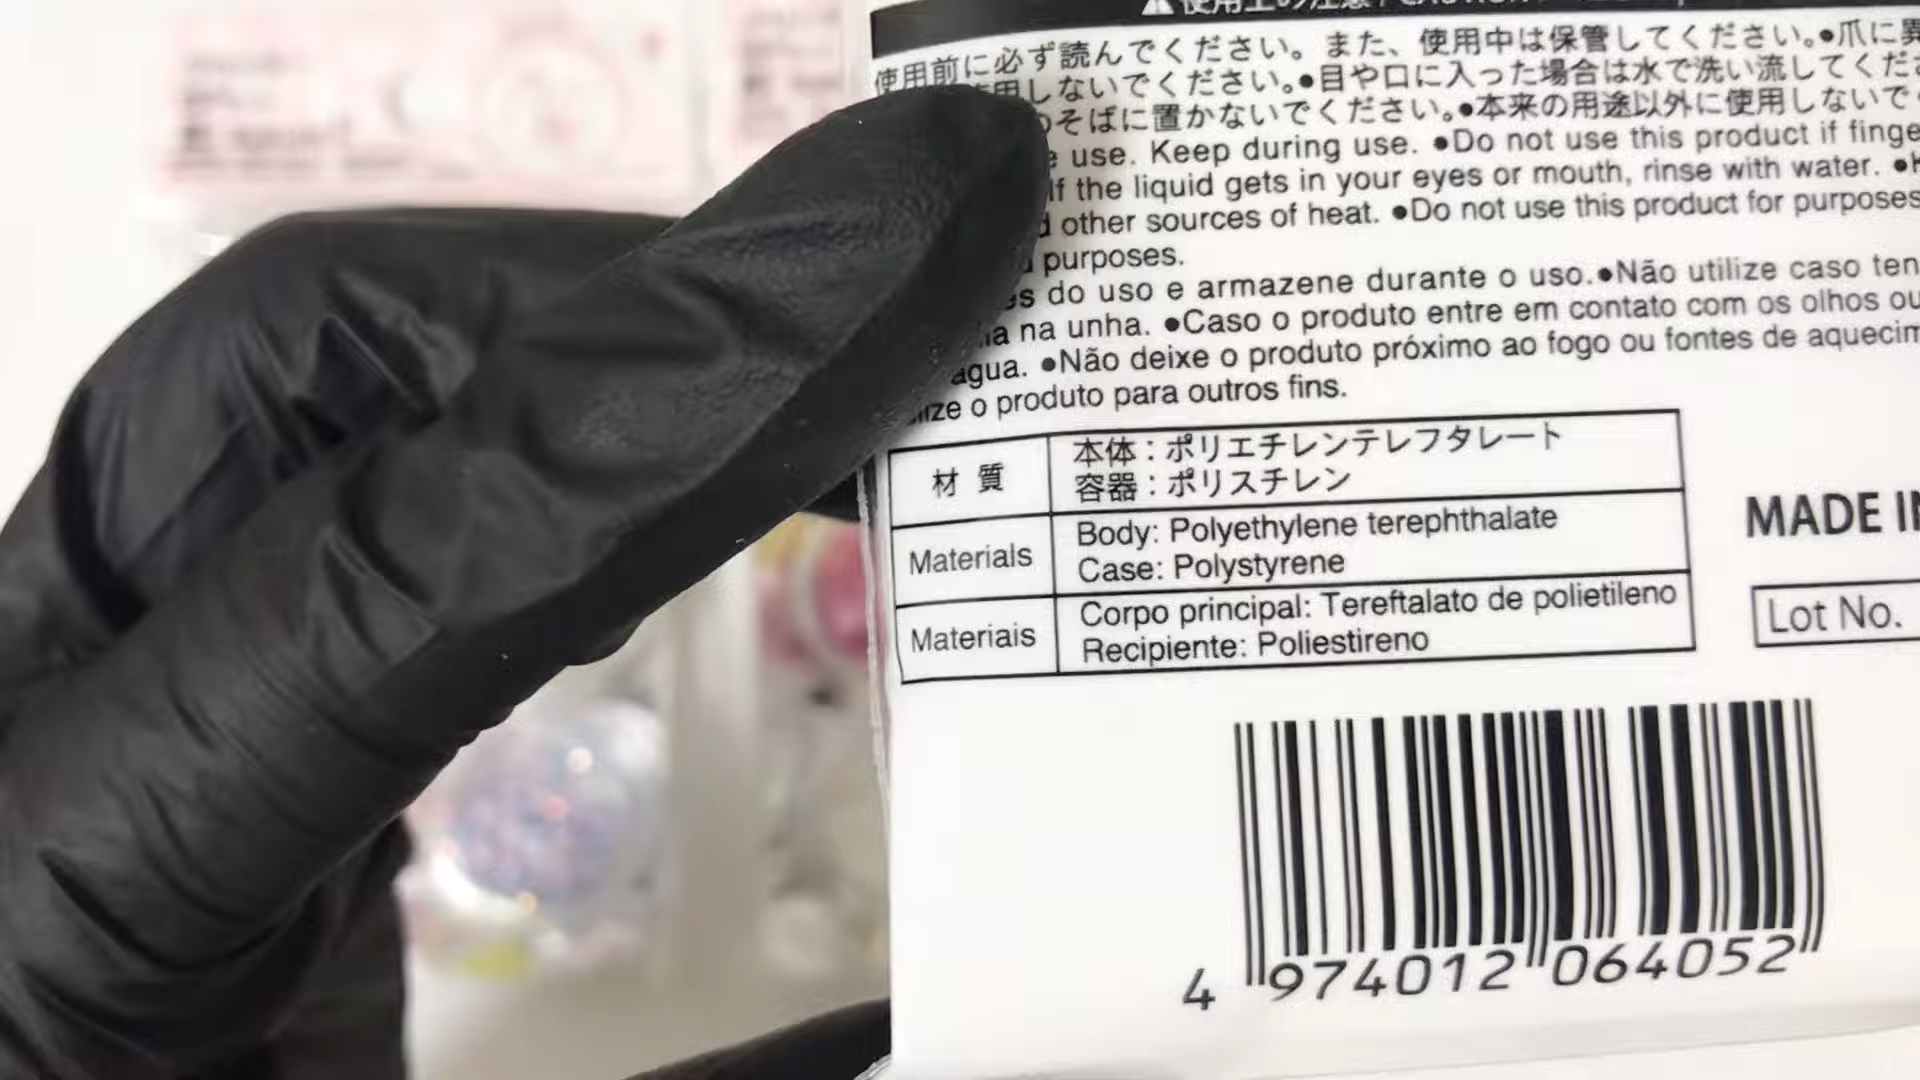 使用前に必ず読んでください。また、使用中は保管してください。●爪に異
用しないでください。●目や口に入った場合は水で洗い流してくだ
そばに置かないでください。●本来の用途以外に使用しないで
use. Keep during use. ●Do not use this product if finge
If the liquid gets in your eyes or mouth, rinse with water. ●
other sources of heat. ●Do not use this product for purposes
purposes.
do uso e armazene durante o uso.●Não utilize caso ten
na unha. ●Caso o produto entre em contato com os olhos ou
água. ●Não deixe o produto próximo ao fogo ou fontes de aquecim
lize o produto para outros fins.
材 質
本体：ポリエチレンテレフタレート
容器：ポリスチレン
Materials
Body: Polyethylene terephthalate
Case: Polystyrene
Materiais
Corpo principal: Tereftalato de polietileno
Recipiente: Poliestireno
MADE IN
Lot No.
4 974012 064052